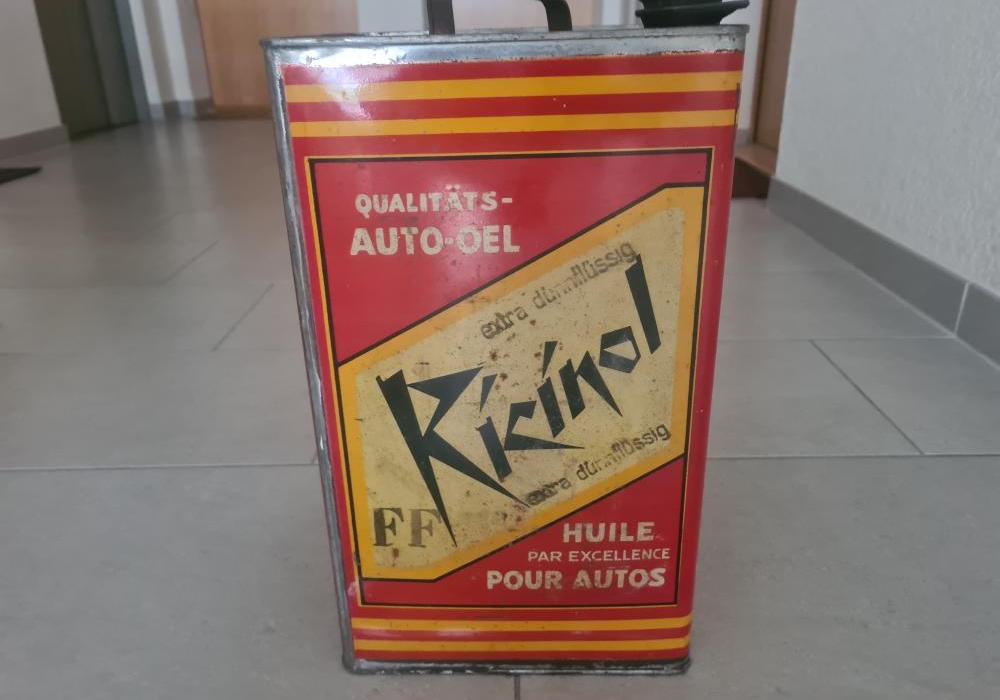 QUALITÄTS-
AUTO-OEL
extra dünnflüssig
Ricinol
extra dünnflüssig
FF
HUILE
PAR EXCELLENCE
POUR AUTOS